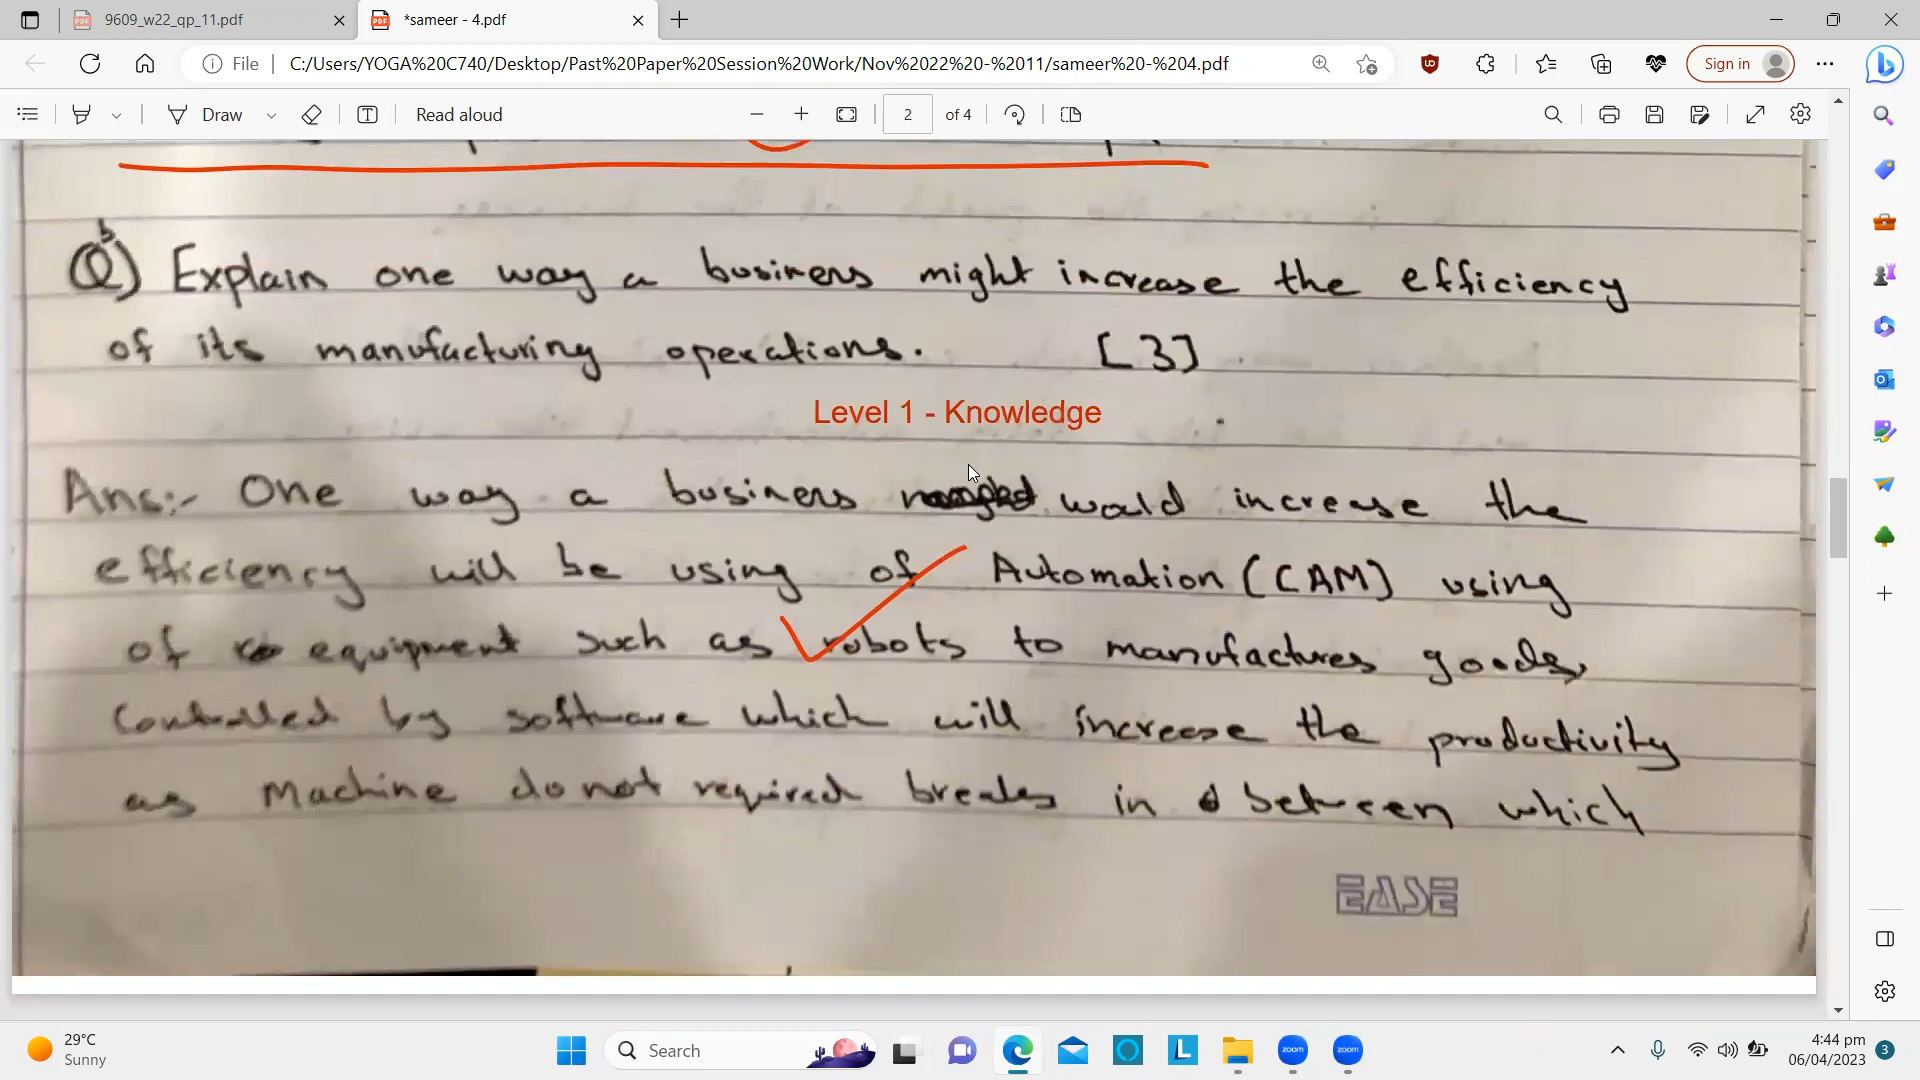 9609_w22_qp_11.pdf
*sameer - 4.pdf
File
C:/Users/YOGA%20C740/Desktop/Past%20Paper%20Session%20Work/Nov%2022%20-%2011/sameer%20-%204.pdf
Sign in
Draw
Read aloud
2 of 4
Q b) Explain one way a business might increase the efficiency
of its manufacturing operations. [3]
Level 1 - Knowledge
Ans:- One way a business would increase the
efficiency will be using of Automation (CAM) using
of equipment such as robots to manufactures goods,
Controlled by software which will increase the productivity
as Machine do not required breaks in between which
EASE
29°C
Sunny
Search
zoom
zoom
4:44 pm
06/04/2023
3